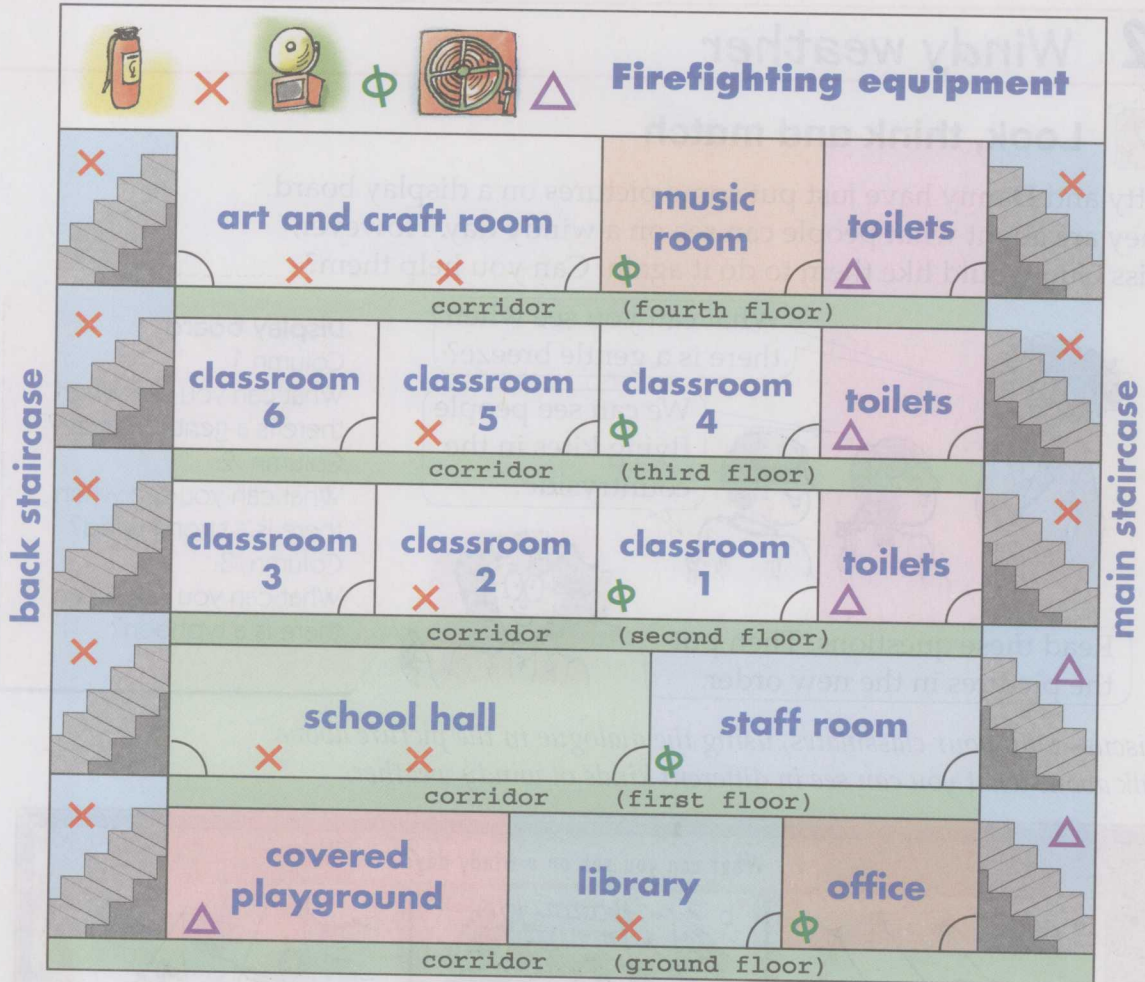 Firefighting equipment
art and craft room
music
room
toilets
corridor (fourth floor)
classroom
6
classroom
5
classroom
4
toilets
corridor (third floor)
back staircase
main staircase
classroom
3
classroom
2
classroom
1
toilets
corridor (second floor)
school hall
staff room
corridor (first floor)
covered
playground
library
office
corridor (ground floor)